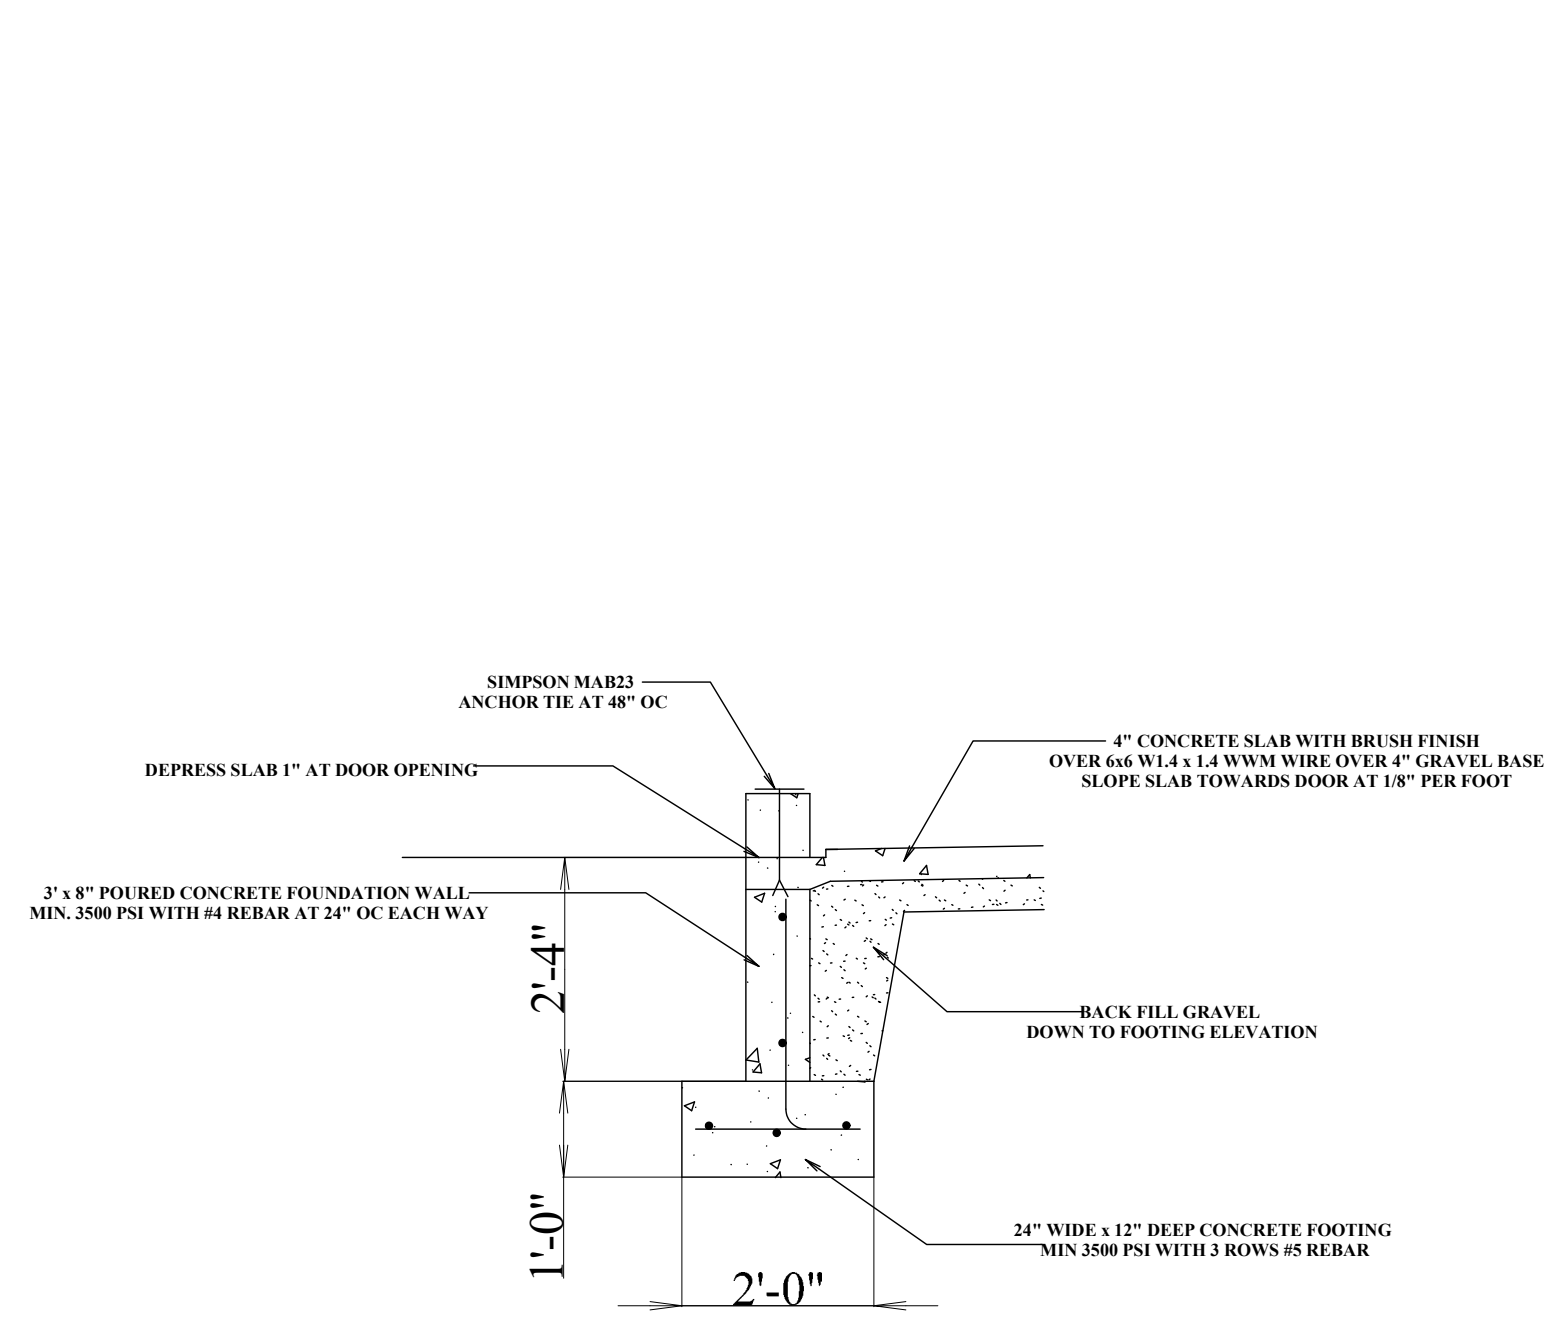 SIMPSON MAB23
ANCHOR TIE AT 48" OC
4" CONCRETE SLAB WITH BRUSH FINISH
OVER 6x6 W1.4 x 1.4 WWM WIRE OVER 4" GRAVEL BASE
SLOPE SLAB TOWARDS DOOR AT 1/8" PER FOOT
DEPRESS SLAB 1" AT DOOR OPENING
3' x 8" POURED CONCRETE FOUNDATION WALL
MIN. 3500 PSI WITH #4 REBAR AT 24" OC EACH WAY
2'-4"
BACK FILL GRAVEL
DOWN TO FOOTING ELEVATION
1'-0"
24" WIDE x 12" DEEP CONCRETE FOOTING
MIN 3500 PSI WITH 3 ROWS #5 REBAR
2'-0"